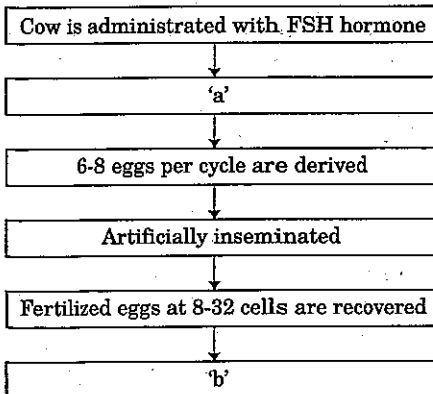 Cow is administrated with FSH hormone
'a'
6-8 eggs per cycle are derived
Artificially inseminated
Fertilized eggs at 8-32 cells are recovered
'b'